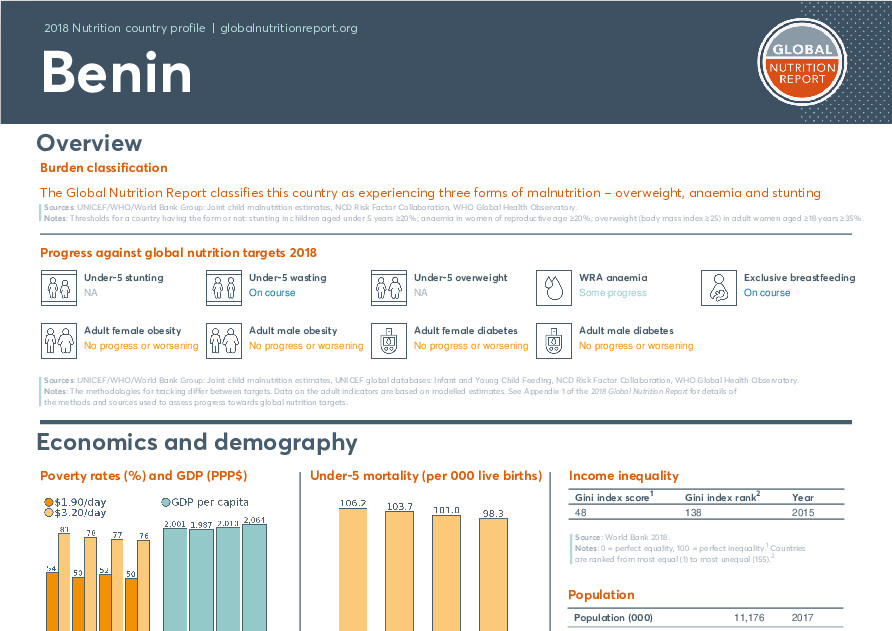 2018 Nutrition country profile | globalnutritionreport.org
Benin
GLOBAL
NUTRITION
REPORT
Overview
Burden classification
The Global Nutrition Report classifies this country as experiencing three forms of malnutrition – overweight, anaemia and stunting
Sources: UNICEF/WHO/World Bank Group: Joint child malnutrition estimates, NCD Risk Factor Collaboration, WHO Global Health Observatory.
Notes: Thresholds for a country having the form or not: stunting in children aged under 5 years ≥20%; anaemia in women of reproductive age ≥20%; overweight (body mass index ≥25) in adult women aged ≥18 years ≥35%.
Progress against global nutrition targets 2018
Under-5 stunting
NA
Under-5 wasting
On course
Under-5 overweight
NA
WRA anaemia
Some progress
Exclusive breastfeeding
On course
Adult female obesity
No progress or worsening
Adult male obesity
No progress or worsening
Adult female diabetes
No progress or worsening
Adult male diabetes
No progress or worsening
Sources: UNICEF/WHO/World Bank Group: Joint child malnutrition estimates, UNICEF global databases: Infant and Young Child Feeding, NCD Risk Factor Collaboration, WHO Global Health Observatory.
Notes: The methodologies for tracking differ between targets. Data on the adult indicators are based on modelled estimates. See Appendix 1 of the 2018 Global Nutrition Report for details of
the methods and sources used to assess progress towards global nutrition targets.
Economics and demography
Poverty rates (%) and GDP (PPP$)
$1.90/day
$3.20/day
GDP per capita
54 81 50 78 52 77 50 76
2,001 1,987 2,013 2,064
Under-5 mortality (per 000 live births)
106.2 103.7 101.0 98.3
Income inequality
Gini index score¹ Gini index rank² Year
48 138 2015
Source: World Bank 2018.
Notes: 0 = perfect equality, 100 = perfect inequality.¹ Countries
are ranked from most equal (1) to most unequal (155).²
Population
Population (000) 11,176 2017